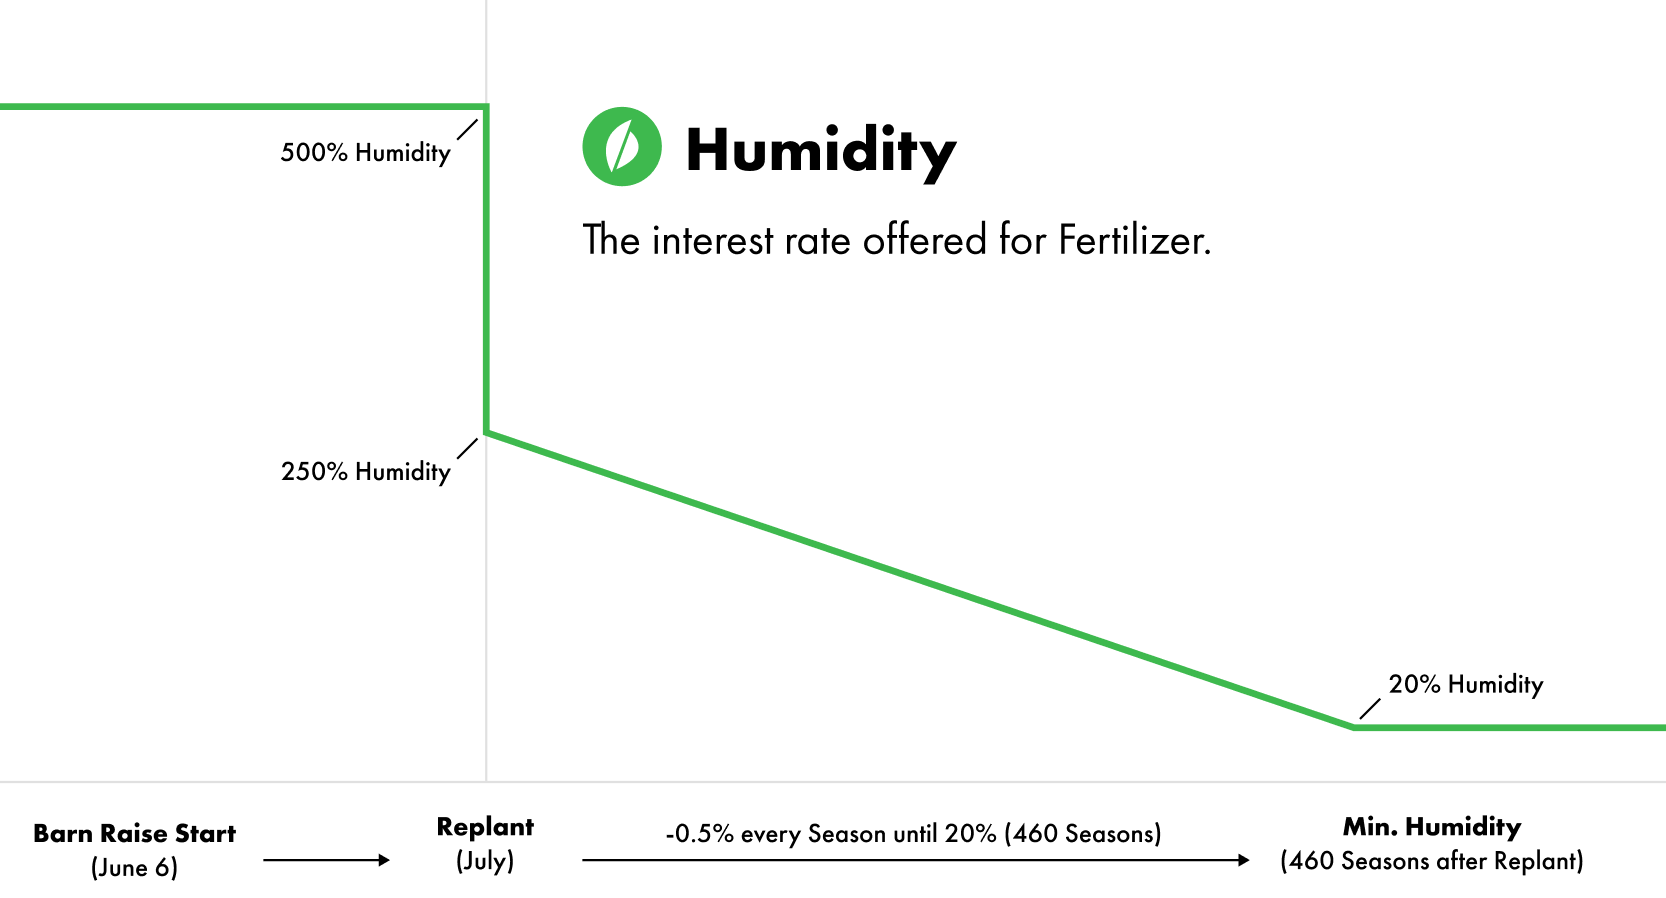 500% Humidity
Humidity
The interest rate offered for Fertilizer.
250% Humidity
20% Humidity
Barn Raise Start
(June 6)
Replant
(July)
-0.5% every Season until 20% (460 Seasons)
Min. Humidity
(460 Seasons after Replant)